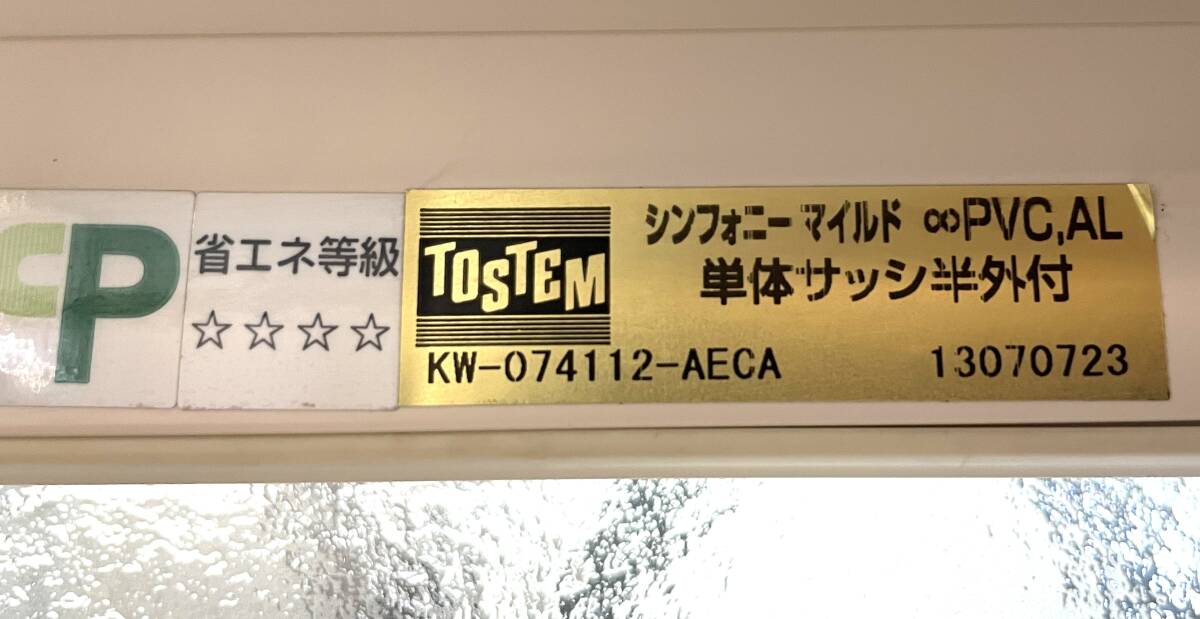 CP
省エネ等級
☆☆☆☆
TOSTEM
シンフォニー マイルド ∞PVC,AL
単体サッシ半外付
KW-074112-AECA 13070723